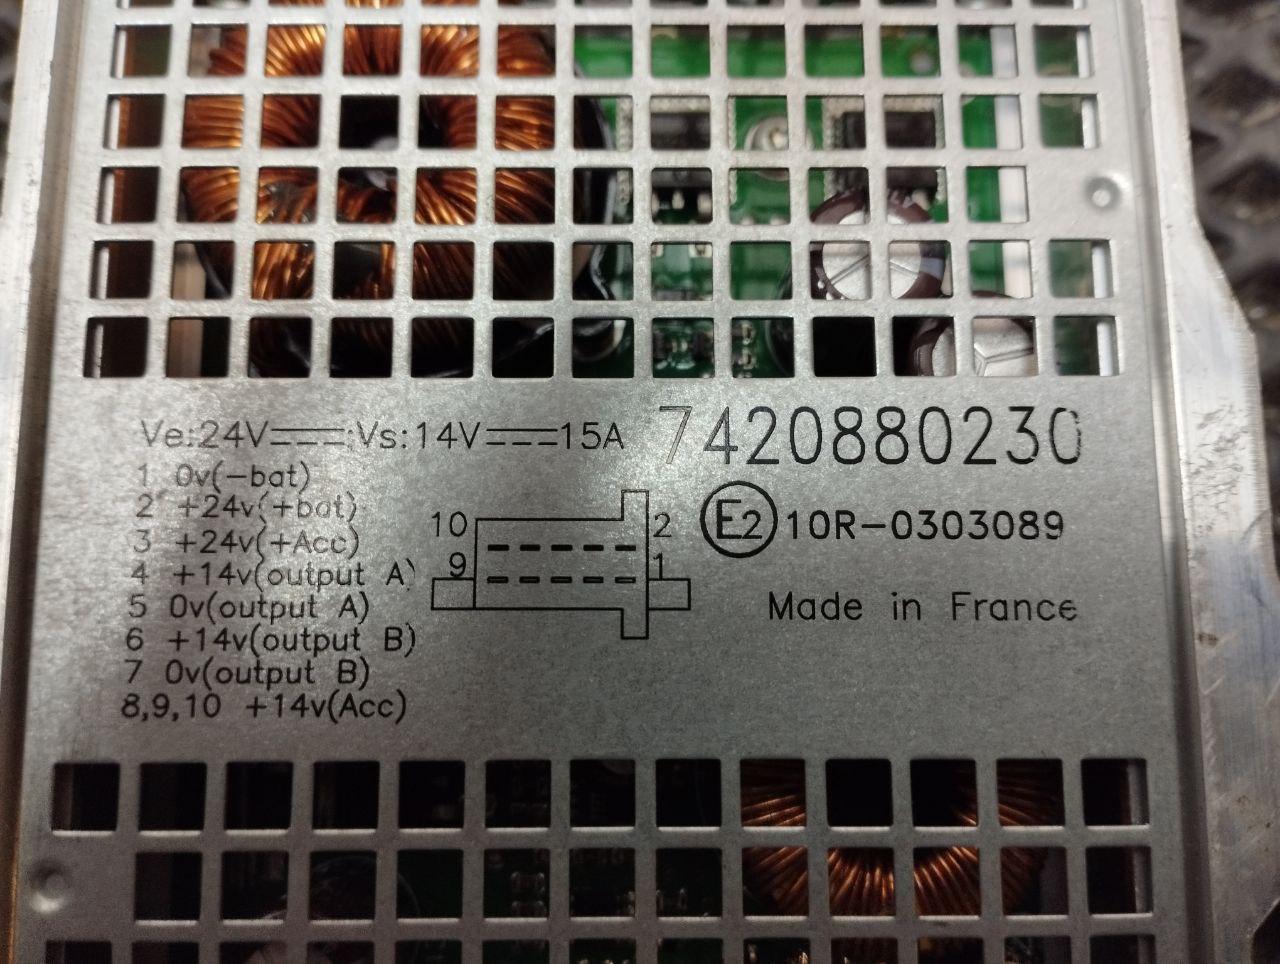 Ve:24V⎓;Vs:14V⎓15A
7420880230
1 0v(-bat)
2 +24v(+bat)
3 +24v(+Acc)
4 +14v(output A)
5 0v(output A)
6 +14v(output B)
7 0v(output B)
8,9,10 +14v(Acc)
10 2
9 1
E2 10R-0303089
Made in France